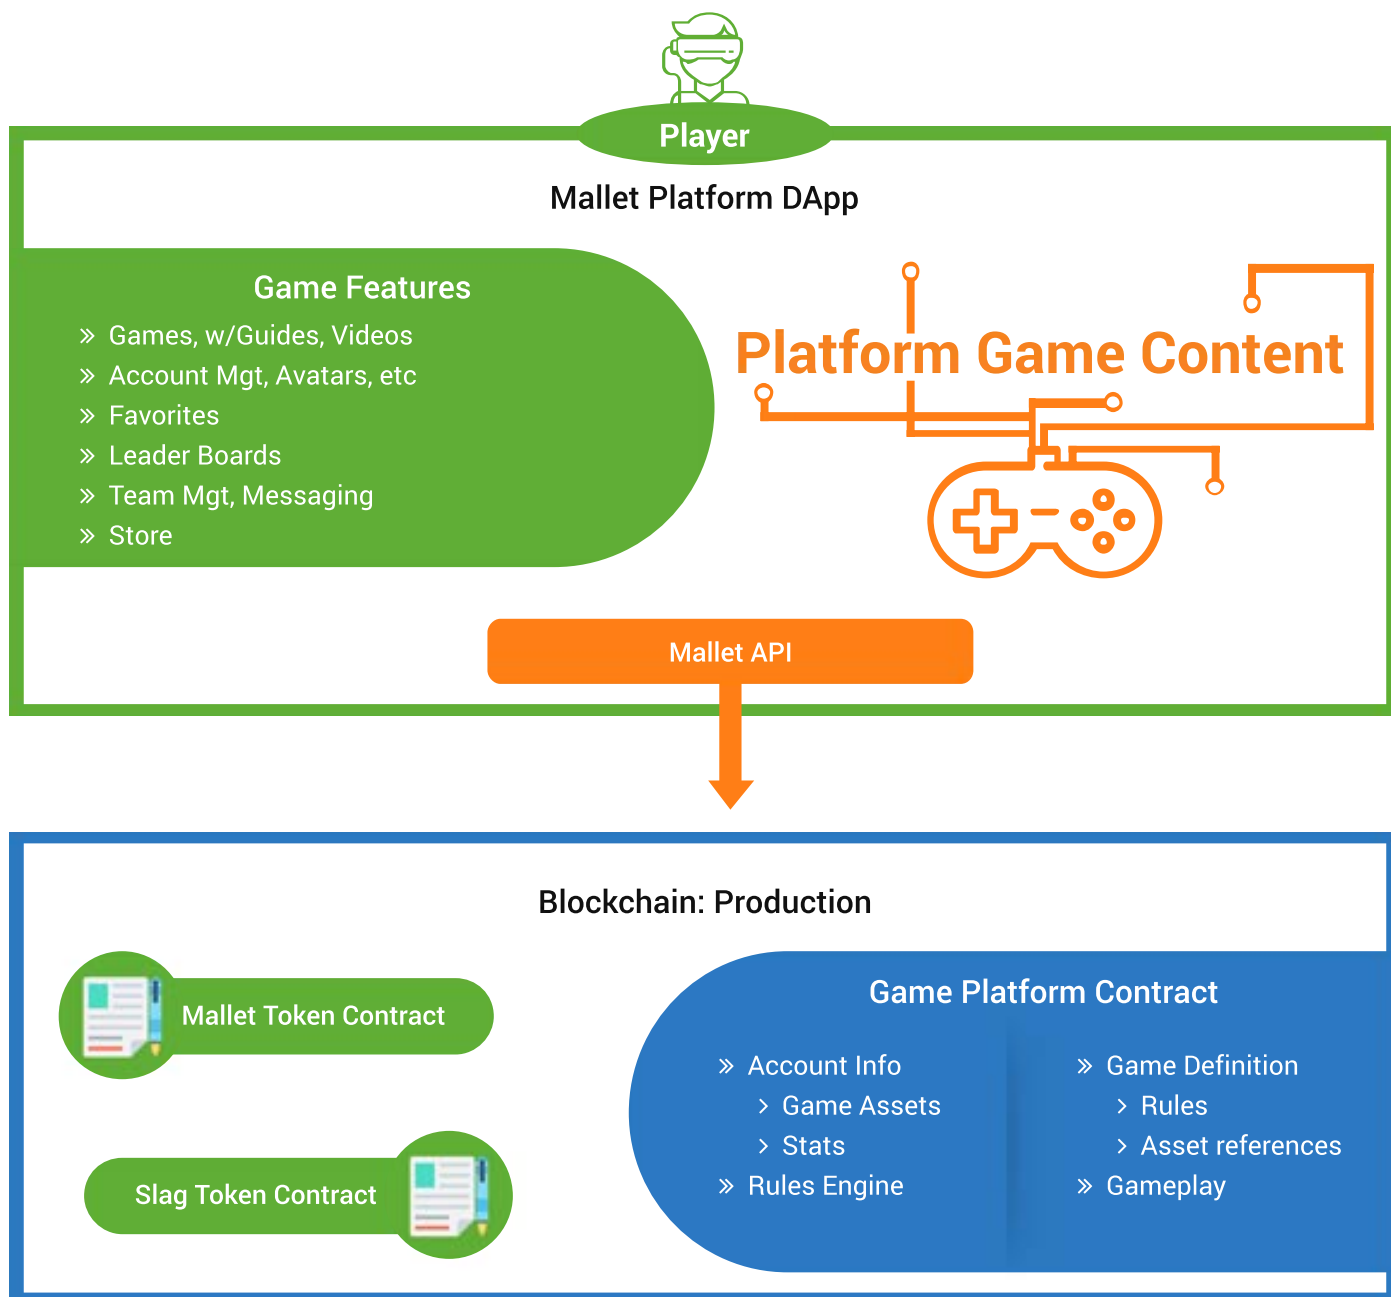 Player
Mallet Platform DApp
Game Features
Games, w/Guides, Videos
Account Mgt, Avatars, etc
Favorites
Leader Boards
Team Mgt, Messaging
Store
Platform Game Content
Mallet API
Blockchain: Production
Mallet Token Contract
Slag Token Contract
Game Platform Contract
Account Info
Game Assets
Stats
Rules Engine
Game Definition
Rules
Asset references
Gameplay